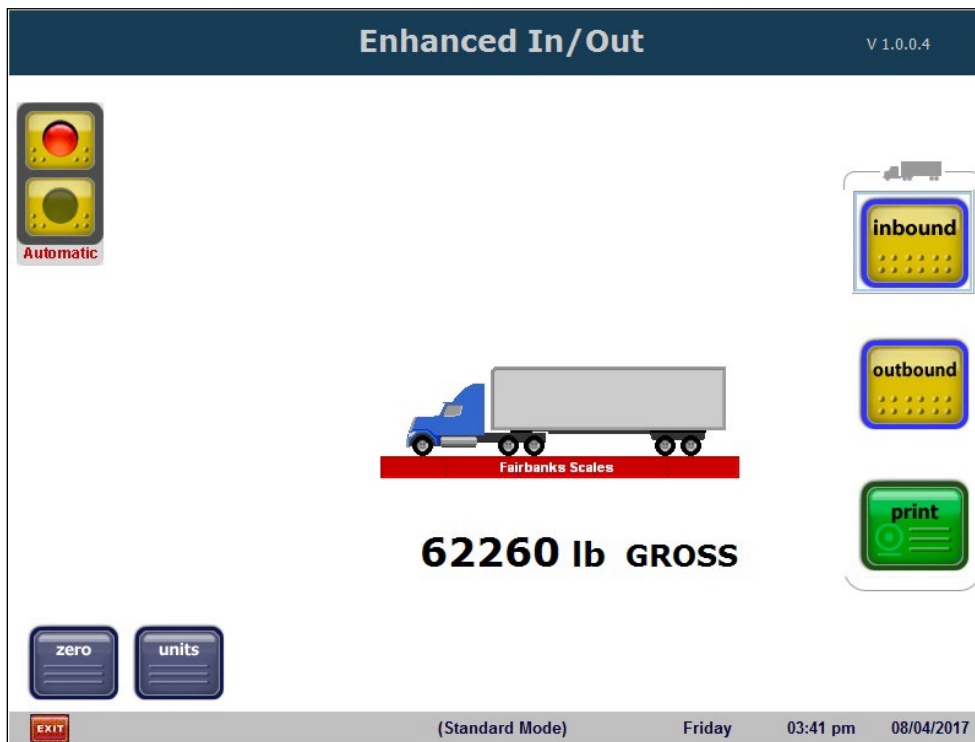 Enhanced In/Out
V 1.0.0.4
Automatic
inbound
outbound
Fairbanks Scales
print
62260 lb GROSS
zero
units
EXIT
(Standard Mode)
Friday
03:41 pm
08/04/2017